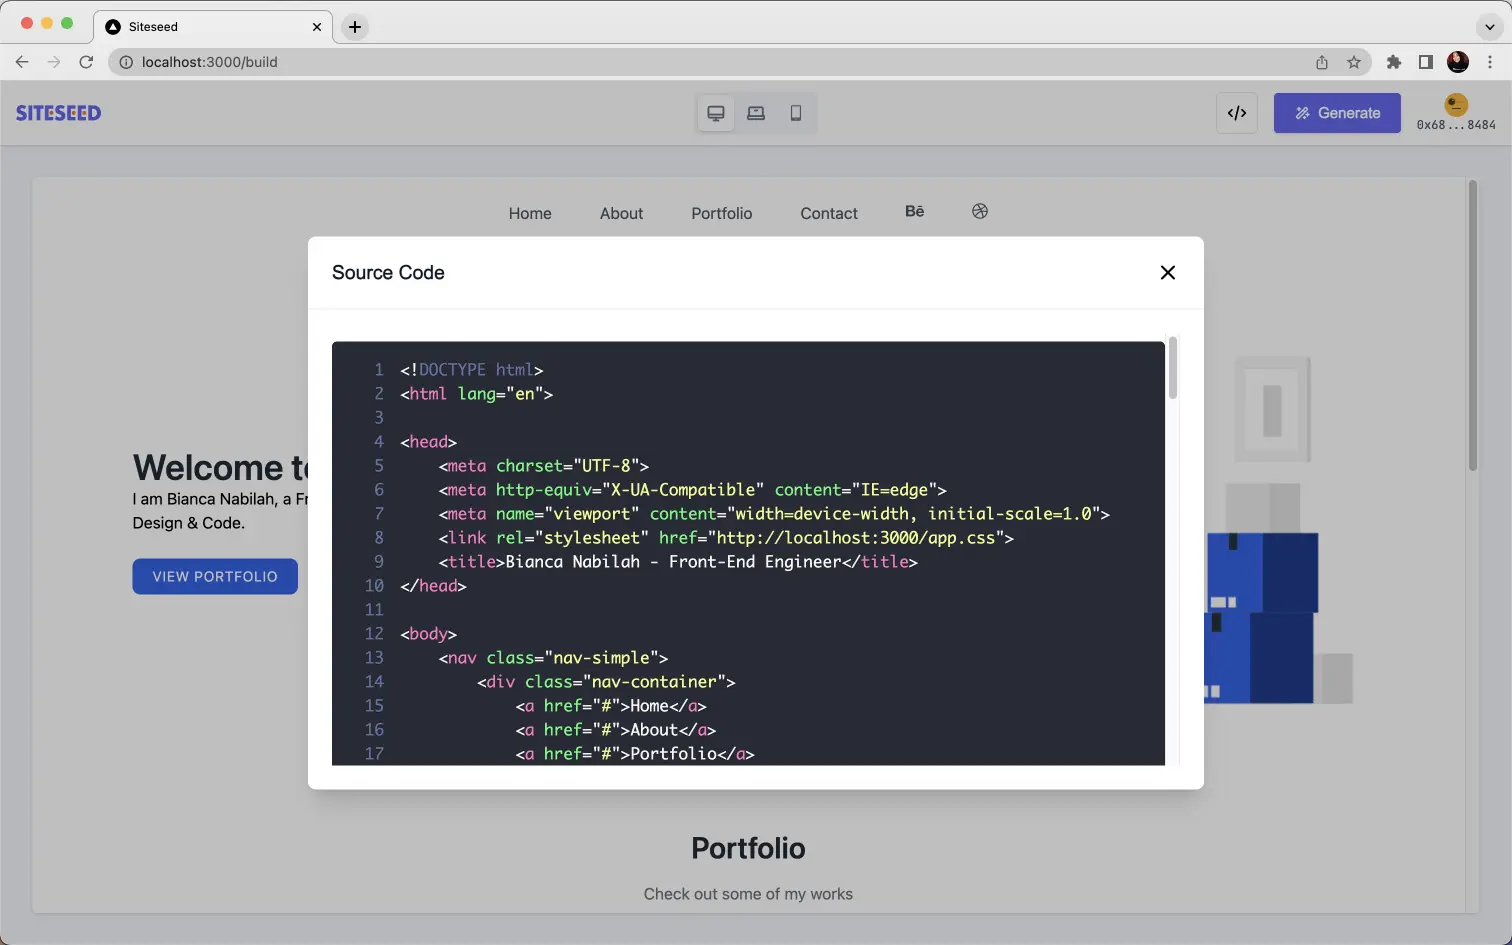 Siteseed
localhost:3000/build
SITESEED
</>
Generate
0x68...8484
Home About Portfolio Contact Bē
Source Code
1 <!DOCTYPE html>
2 <html lang="en">
3
4 <head>
5 <meta charset="UTF-8">
6 <meta http-equiv="X-UA-Compatible" content="IE=edge">
7 <meta name="viewport" content="width=device-width, initial-scale=1.0">
8 <link rel="stylesheet" href="http://localhost:3000/app.css">
9 <title>Bianca Nabilah - Front-End Engineer</title>
10 </head>
11
12 <body>
13 <nav class="nav-simple">
14 <div class="nav-container">
15 <a href="#">Home</a>
16 <a href="#">About</a>
17 <a href="#">Portfolio</a>
Welcome to
I am Bianca Nabilah, a Fr
Design & Code.
VIEW PORTFOLIO
Portfolio
Check out some of my works